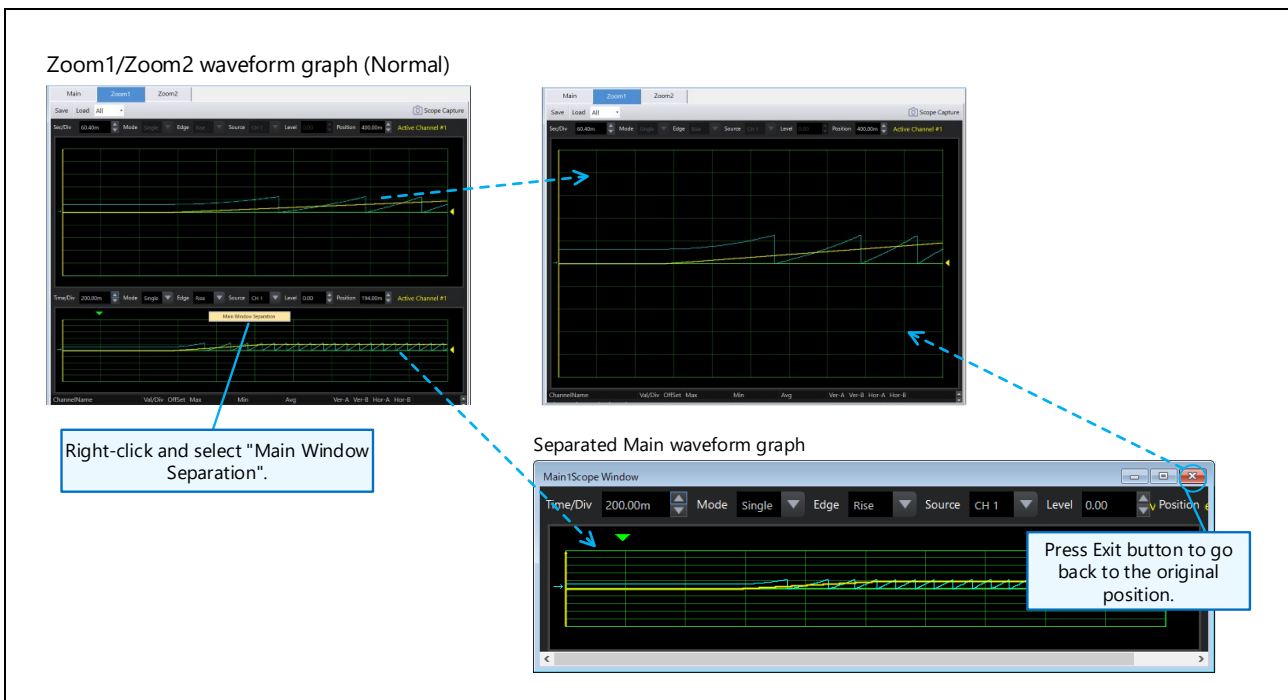 Zoom1/Zoom2 waveform graph (Normal)
Main Zoom1 Zoom2
Save Load All Scope Capture
Sec/Div 60.40m Mode Single Edge Rise Source CH 1 Level 0.00 Position 400.00m Active Channel #1
Time/Div 200.00m Mode Single Edge Rise Source CH 1 Level 0.00 Position 194.00m Active Channel #1
Main Window Separation
ChannelName Val/Div OffSet Max Min Avg Ver-A Ver-B Hor-A Hor-B
Right-click and select "Main Window
Separation".
Main Zoom1 Zoom2
Save Load All Scope Capture
Sec/Div 60.40m Mode Single Edge Rise Source CH 1 Level 0.00 Position 400.00m Active Channel #1
ChannelName Val/Div OffSet Max Min Avg Ver-A Ver-B Hor-A Hor-B
Separated Main waveform graph
Main1Scope Window
Time/Div 200.00m Mode Single Edge Rise Source CH 1 Level 0.00 Position
Press Exit button to go
back to the original
position.